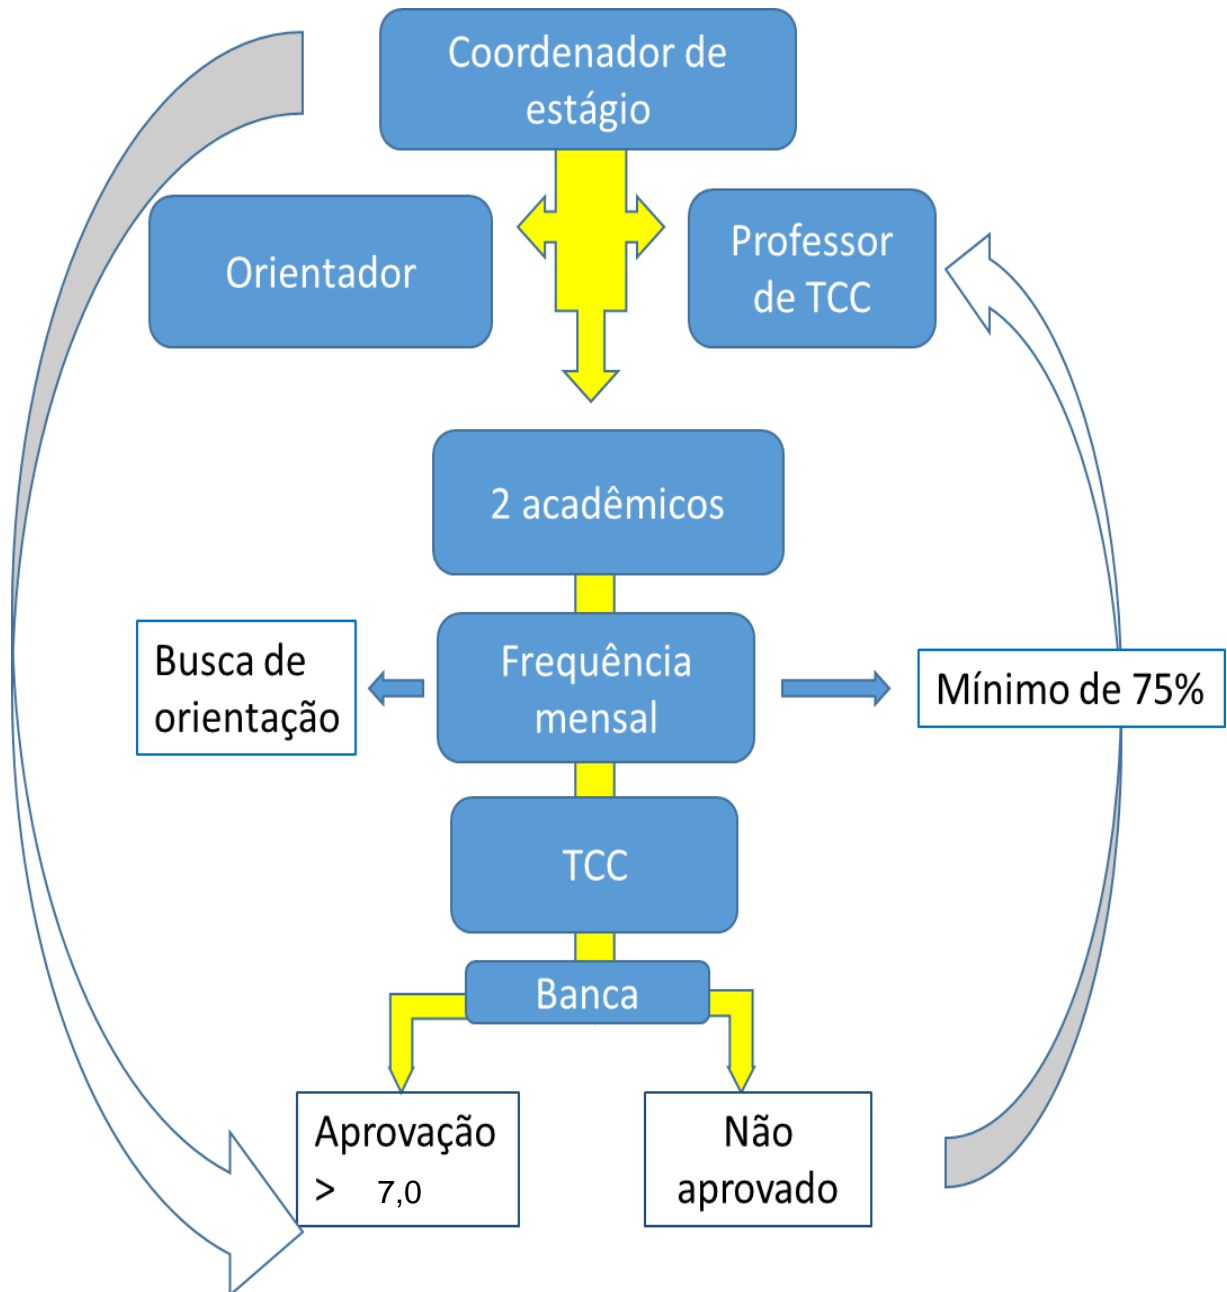 Coordenador de
estágio
Orientador
Professor
de TCC
2 acadêmicos
Busca de
orientação
Frequência
mensal
Mínimo de 75%
TCC
Banca
Aprovação
> 7,0
Não
aprovado